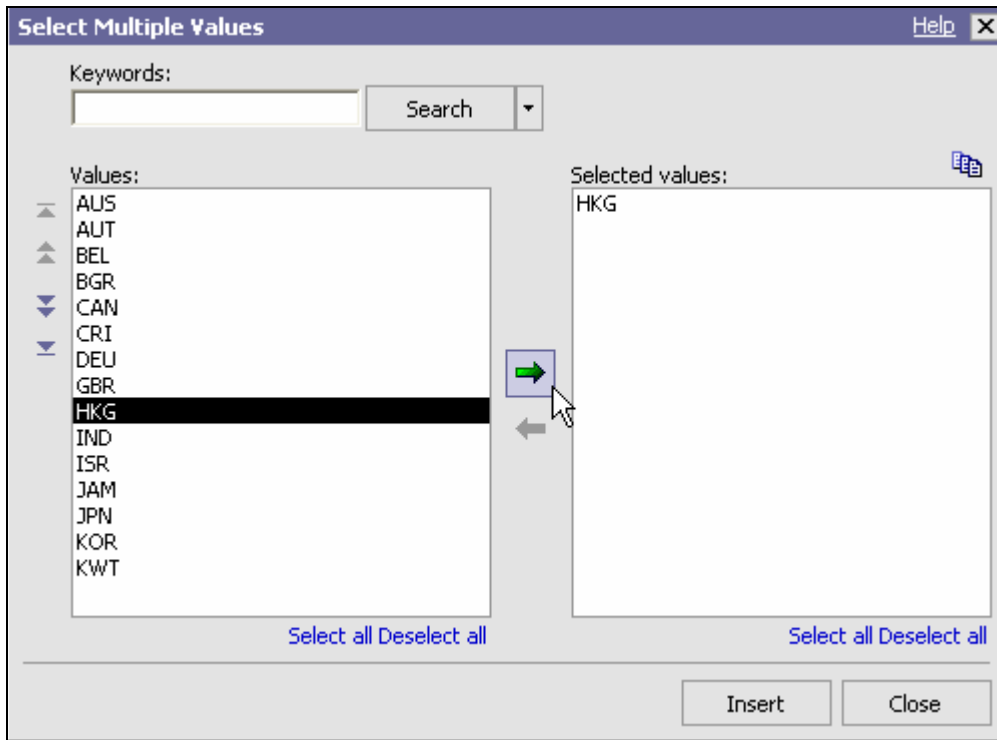 Select Multiple Values Help
Keywords:
Search
Values:
AUS
AUT
BEL
BGR
CAN
CRI
DEU
GBR
HKG
IND
ISR
JAM
JPN
KOR
KWT
Select all Deselect all
Selected values:
HKG
Select all Deselect all
Insert Close